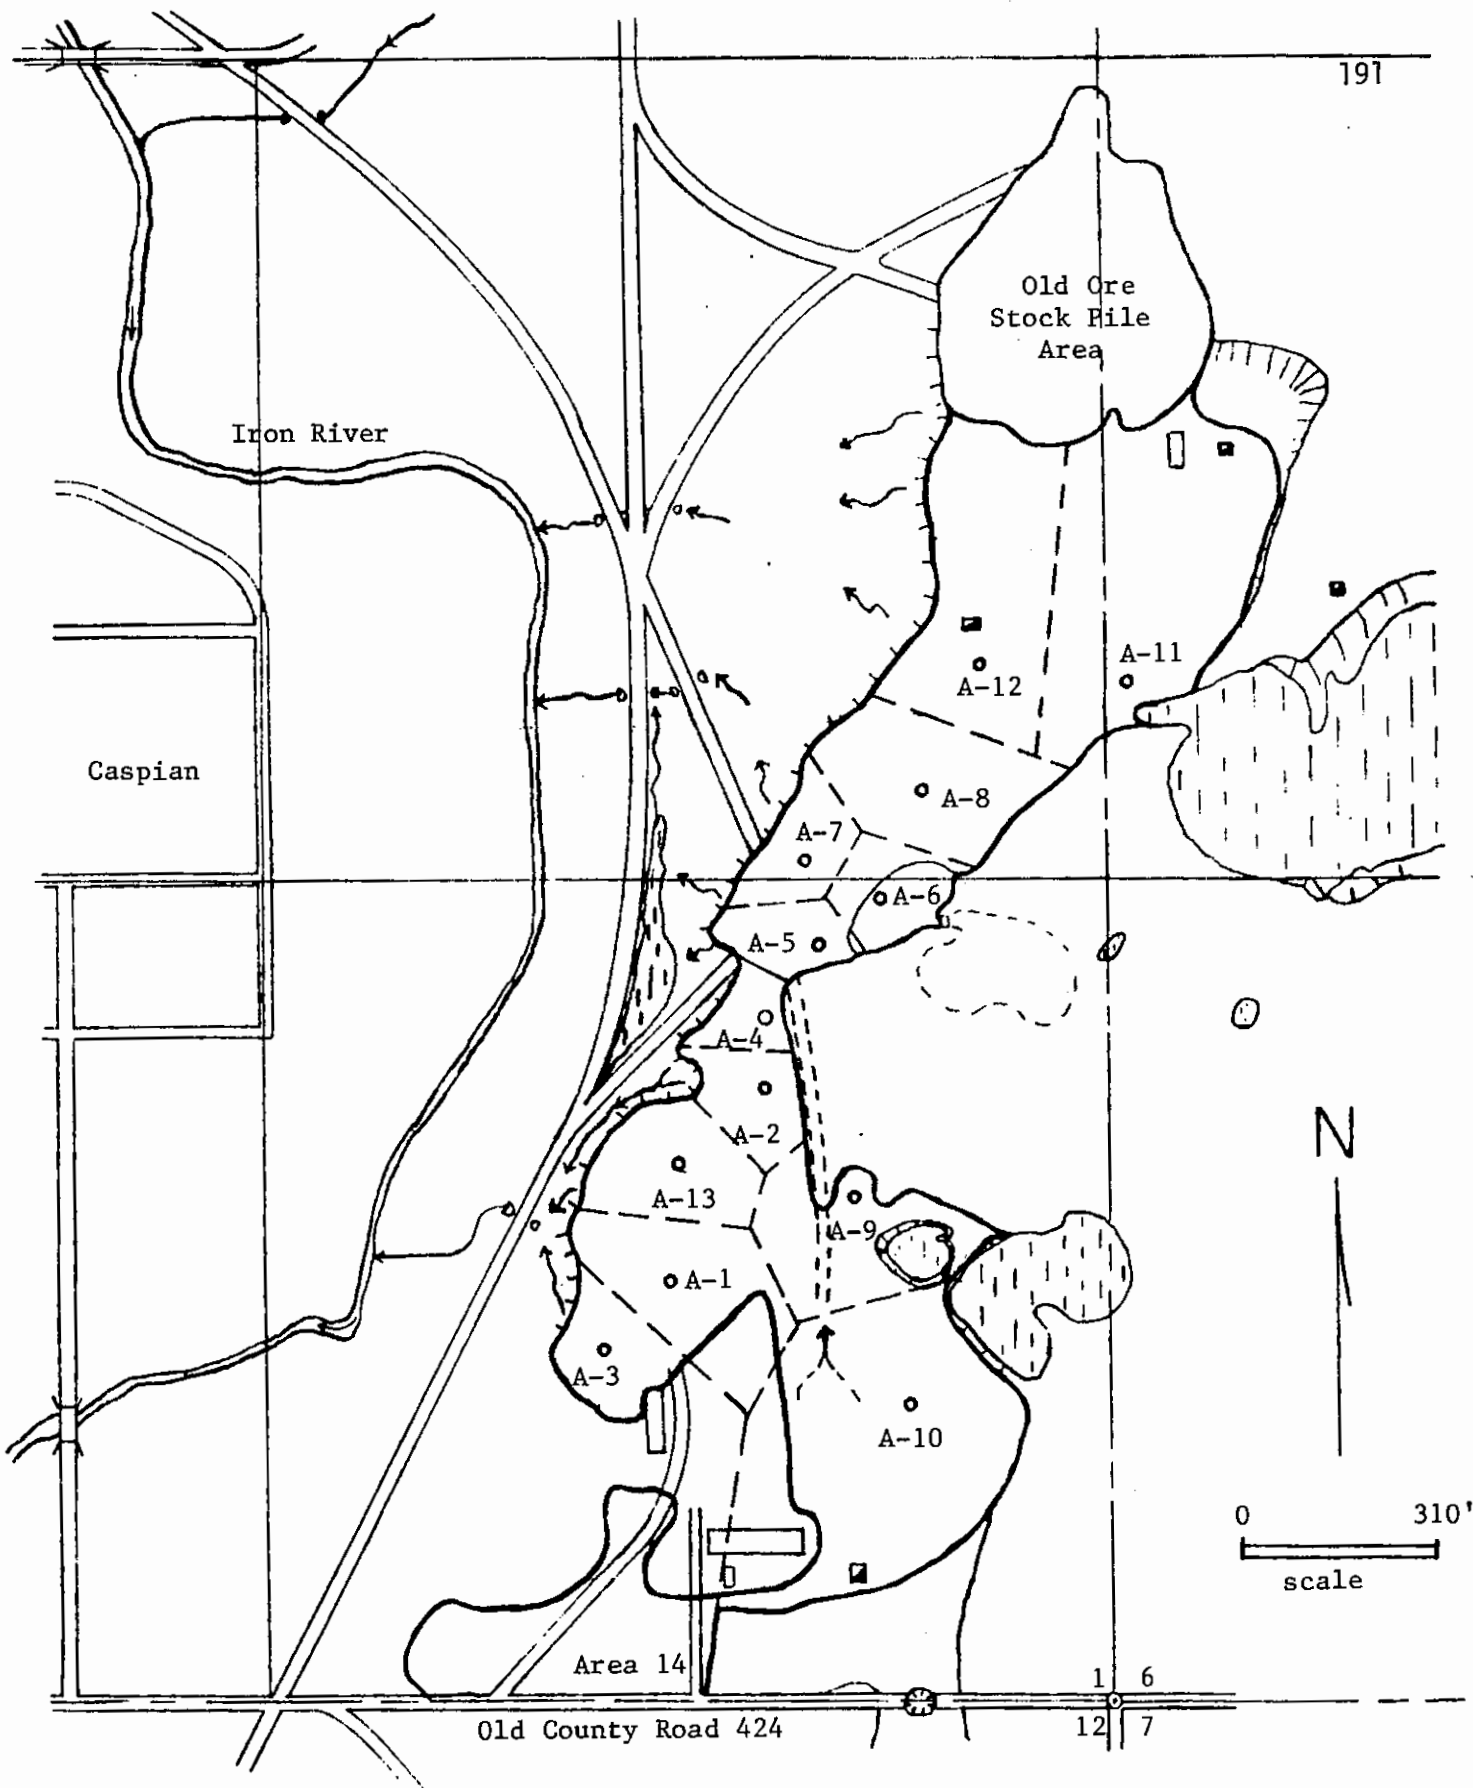 191
Old Ore
Stock Pile
Area
Iron River
A-11
A-12
Caspian
A-8
A-7
A-6
A-5
A-4
N
A-2
A-13
A-9
A-1
A-3
A-10
0 310'
scale
Area 14
1 6
Old County Road 424
12 7